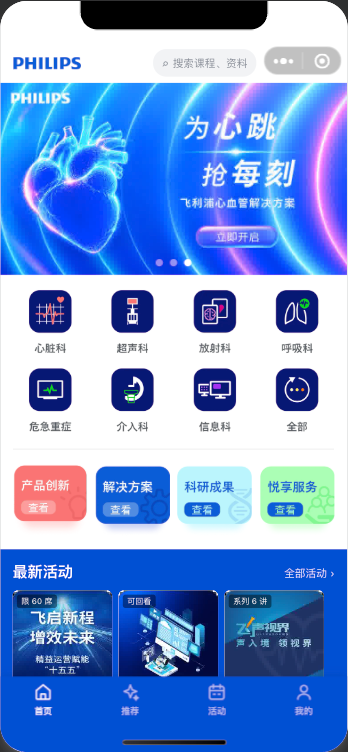 PHILIPS
搜索课程、资料
PHILIPS
为心跳
抢每刻
飞利浦心血管解决方案
立即开启
心脏科
超声科
放射科
呼吸科
危急重症
介入科
信息科
全部
产品创新
查看
解决方案
查看
科研成果
查看
悦享服务
查看
最新活动
全部活动 ›
限 60 席
飞启新程
增效未来
精益运营赋能
"十五五"
可回看
系列 6 讲
飞声视界
声入境 领视界
首页
推荐
活动
我的